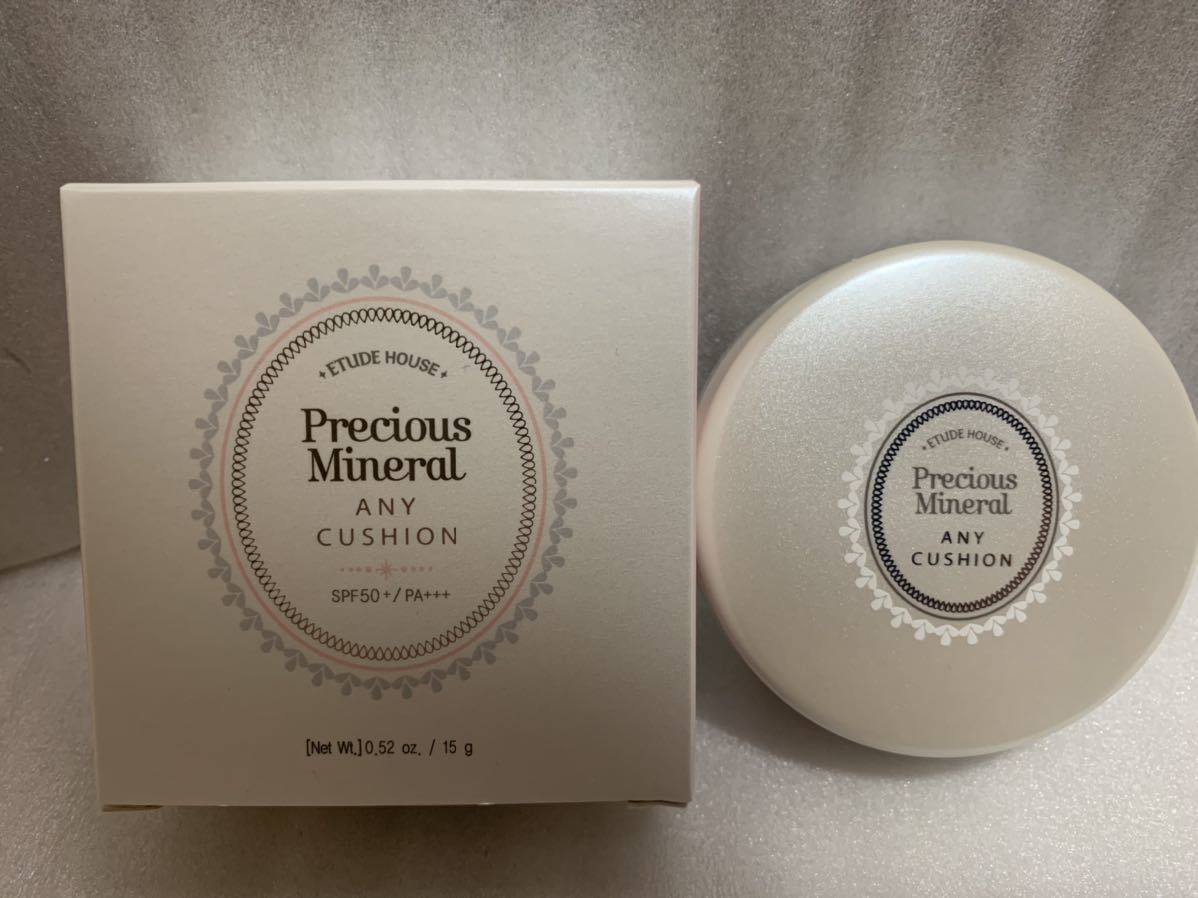 ETUDE HOUSE
Precious
Mineral
ANY
CUSHION
SPF50+/PA+++
[Net Wt.]0.52 oz. / 15 g
ETUDE HOUSE
Precious
Mineral
ANY
CUSHION